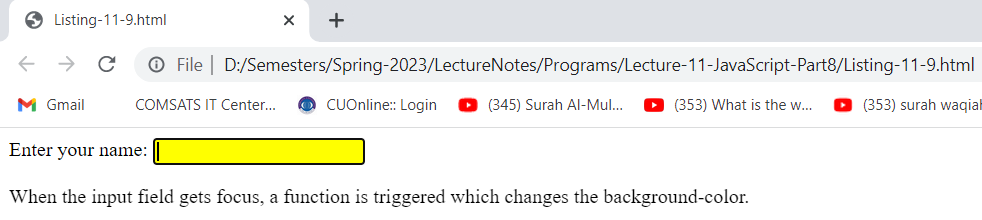 Listing-11-9.html
File | D:/Semesters/Spring-2023/LectureNotes/Programs/Lecture-11-JavaScript-Part8/Listing-11-9.html
Gmail COMSATS IT Center... CUOnline:: Login (345) Surah Al-Mul... (353) What is the w... (353) surah waqiah
Enter your name:
When the input field gets focus, a function is triggered which changes the background-color.